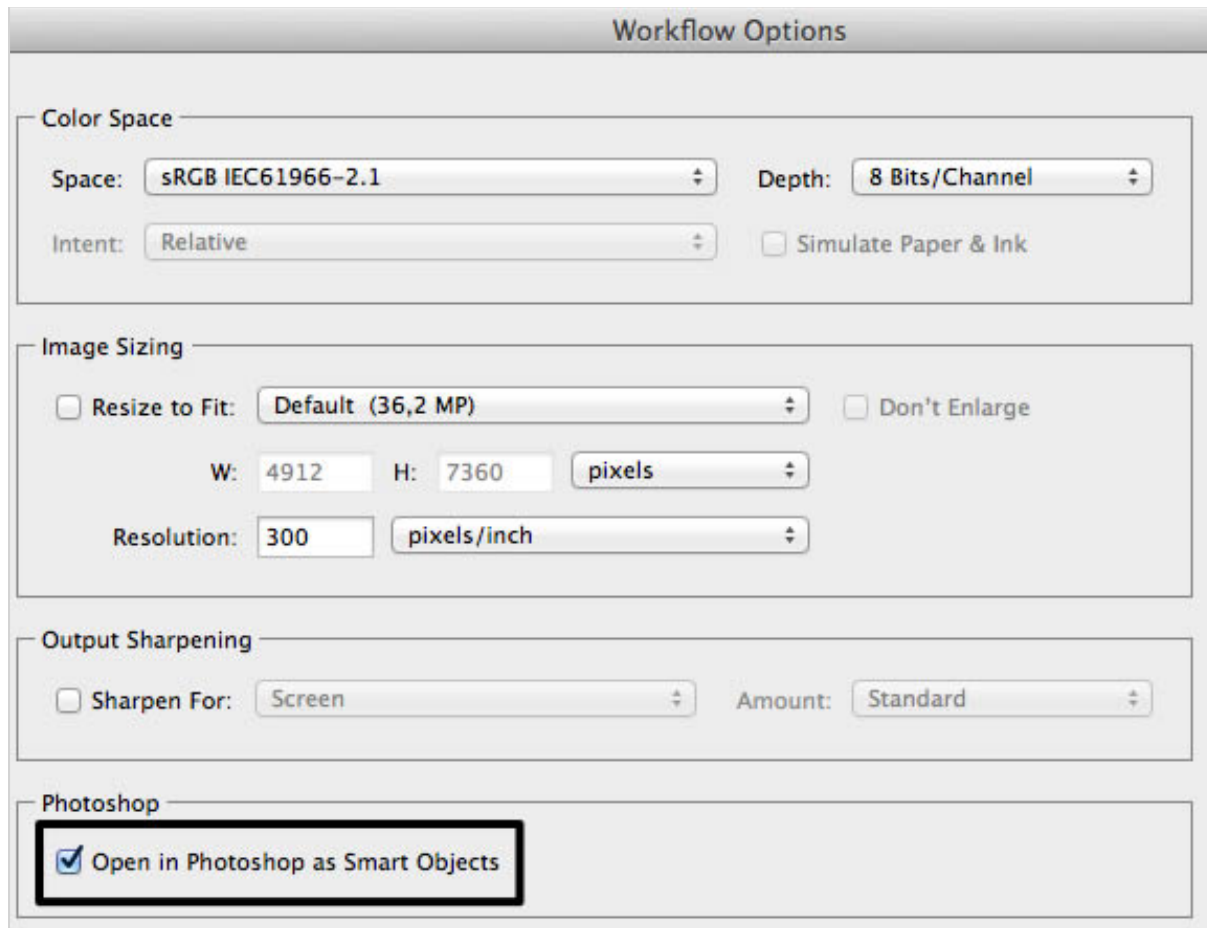 Workflow Options
Color Space
Space: sRGB IEC61966-2.1 Depth: 8 Bits/Channel
Intent: Relative Simulate Paper & Ink
Image Sizing
Resize to Fit: Default (36,2 MP) Don't Enlarge
W: 4912 H: 7360 pixels
Resolution: 300 pixels/inch
Output Sharpening
Sharpen For: Screen Amount: Standard
Photoshop
Open in Photoshop as Smart Objects